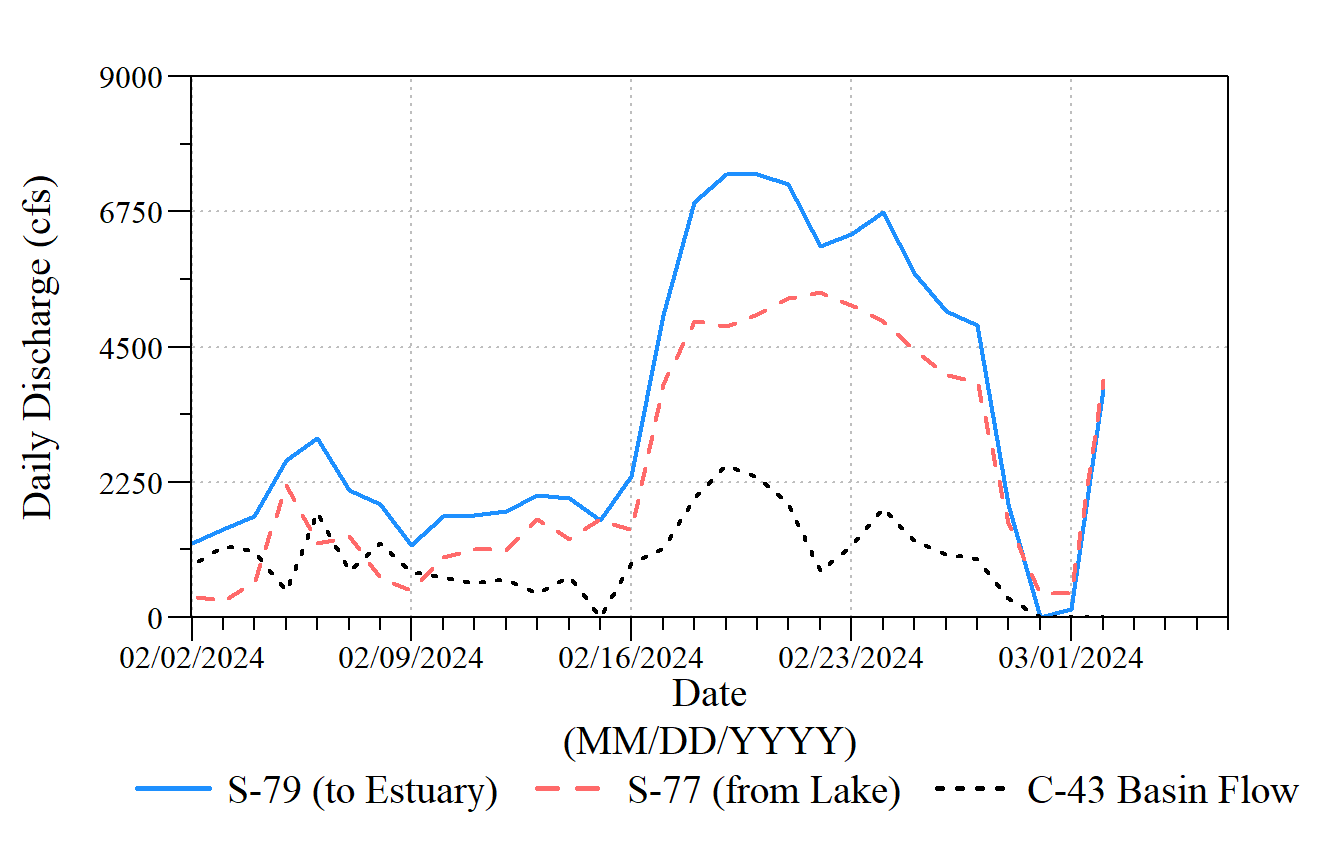 Daily Discharge (cfs)
9000
6750
4500
2250
0
02/02/2024 02/09/2024 02/16/2024 02/23/2024 03/01/2024
Date
(MM/DD/YYYY)
S-79 (to Estuary) S-77 (from Lake) C-43 Basin Flow